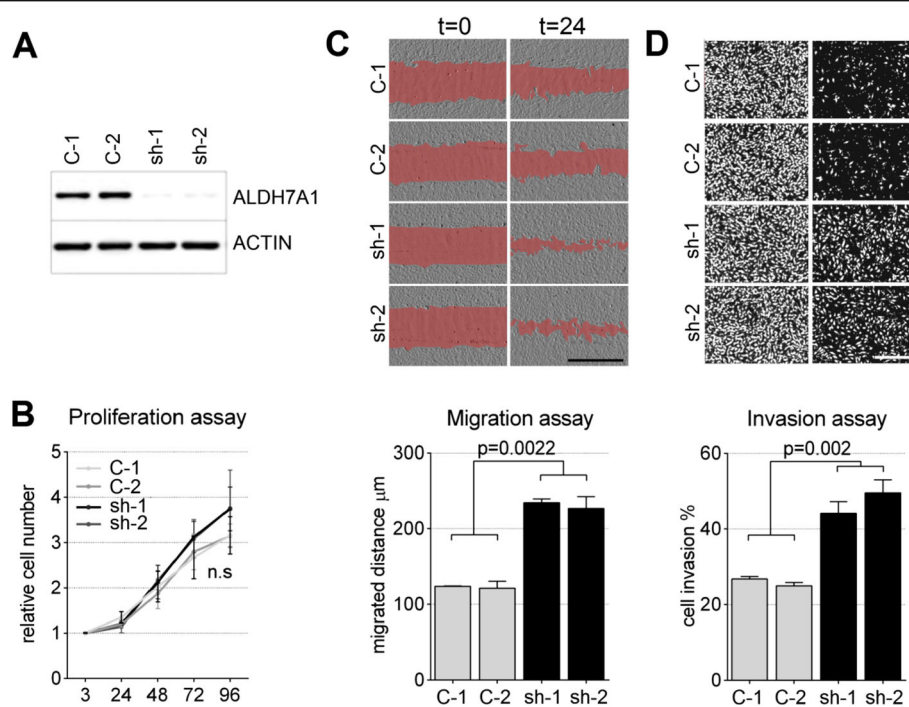 A
C-1 C-2 sh-1 sh-2
ALDH7A1
ACTIN
C
t=0 t=24
C-1
C-2
sh-1
sh-2
D
C-1
C-2
sh-1
sh-2
B
Proliferation assay
relative cell number
5
4
3
2
1
0
C-1
C-2
sh-1
sh-2
n.s
3 24 48 72 96
Migration assay
p=0.0022
migrated distance µm
300
200
100
0
C-1 C-2 sh-1 sh-2
Invasion assay
p=0.002
cell invasion %
60
40
20
0
C-1 C-2 sh-1 sh-2